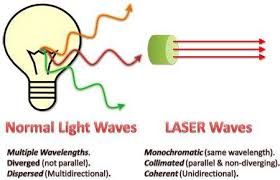 Normal Light Waves
Multiple Wavelengths.
Diverged (not parallel).
Dispersed (Multidirectional).
LASER Waves
Monochromatic (same wavelength).
Collimated (parallel & non-diverging).
Coherent (Unidirectional).